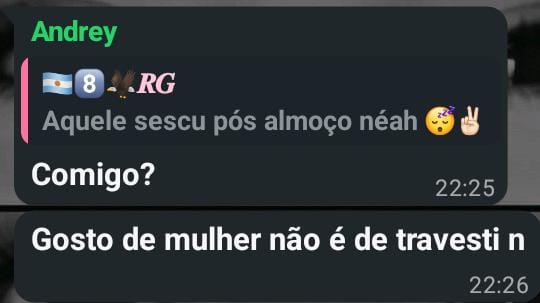 Andrey
🇦🇷8️⃣🦅𝑹𝑮
Aquele sescu pós almoço néah 😴✌🏻
Comigo?
22:25
Gosto de mulher não é de travesti n
22:26